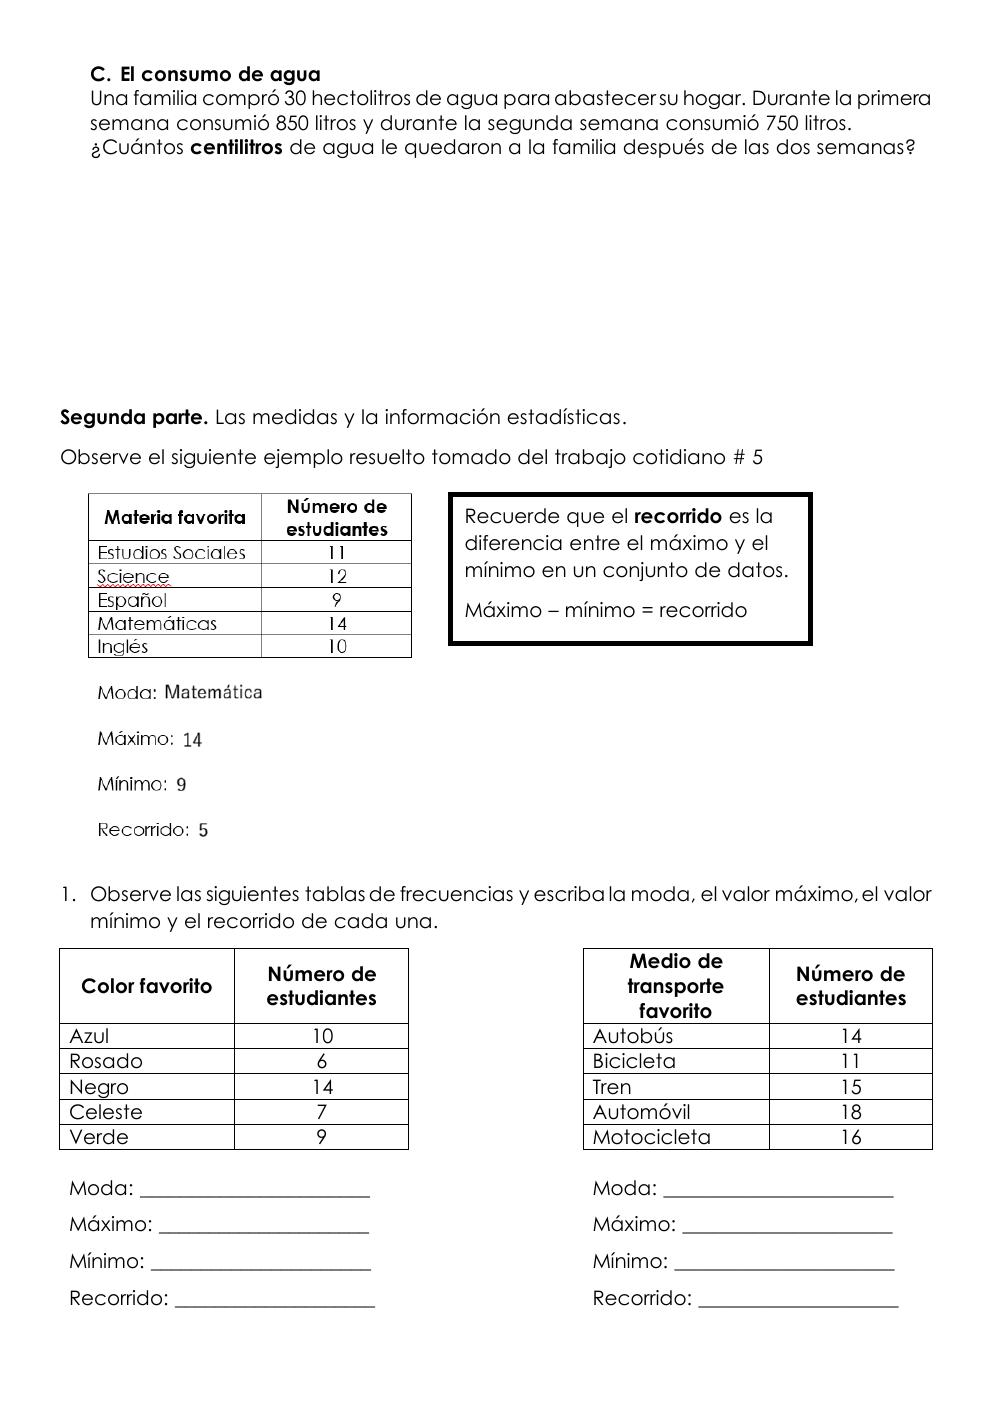 C. El consumo de agua
Una familia compró 30 hectolitros de agua para abastecer su hogar. Durante la primera
semana consumió 850 litros y durante la segunda semana consumió 750 litros.
¿Cuántos centilitros de agua le quedaron a la familia después de las dos semanas?
Segunda parte. Las medidas y la información estadísticas.
Observe el siguiente ejemplo resuelto tomado del trabajo cotidiano # 5
Materia favorita Número de estudiantes
Estudios Sociales 11
Science 12
Español 9
Matemáticas 14
Inglés 10
Recuerde que el recorrido es la
diferencia entre el máximo y el
mínimo en un conjunto de datos.
Máximo – mínimo = recorrido
Moda: Matemática
Máximo: 14
Mínimo: 9
Recorrido: 5
1. Observe las siguientes tablas de frecuencias y escriba la moda, el valor máximo, el valor
mínimo y el recorrido de cada una.
Color favorito Número de estudiantes
Azul 10
Rosado 6
Negro 14
Celeste 7
Verde 9
Moda: ______________________
Máximo: ____________________
Mínimo: _____________________
Recorrido: ___________________
Medio de transporte favorito Número de estudiantes
Autobús 14
Bicicleta 11
Tren 15
Automóvil 18
Motocicleta 16
Moda: ______________________
Máximo: ____________________
Mínimo: _____________________
Recorrido: ___________________